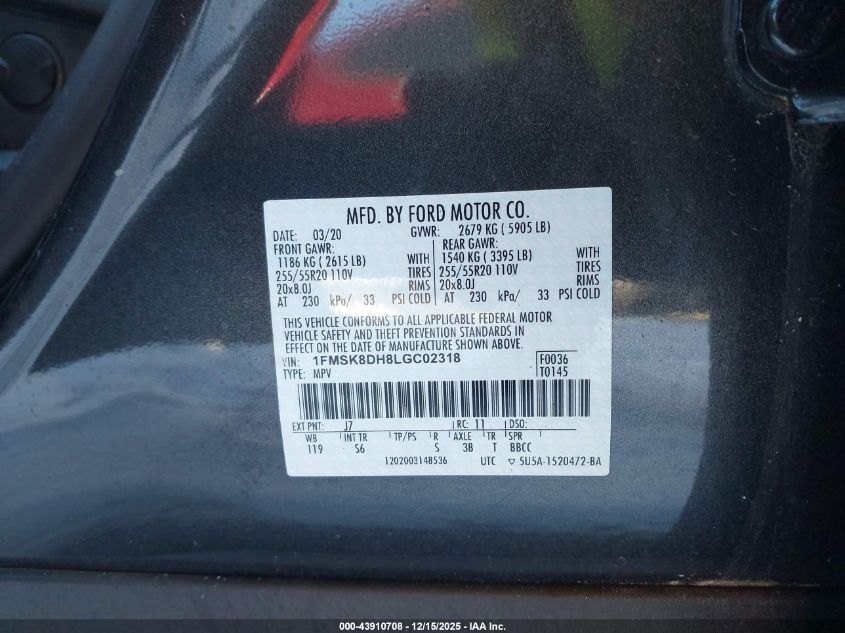 MFD. BY FORD MOTOR CO.
DATE: 03/20 GVWR: 2679 KG ( 5905 LB)
FRONT GAWR: REAR GAWR:
1186 KG ( 2615 LB) WITH 1540 KG ( 3395 LB) WITH
255/55R20 110V TIRES 255/55R20 110V TIRES
20x8.0J RIMS 20x8.0J RIMS
AT 230 kPa/ 33 PSI COLD AT 230 kPa/ 33 PSI COLD
THIS VEHICLE CONFORMS TO ALL APPLICABLE FEDERAL MOTOR
VEHICLE SAFETY AND THEFT PREVENTION STANDARDS IN
EFFECT ON THE DATE OF MANUFACTURE SHOWN ABOVE.
VIN: 1FMSK8DH8LGC02318 F0036
TYPE: MPV T0145
EXT PNT: J7 RC: 11 DSO:
WB INT TR TP/PS R AXLE TR SPR
119 S6 S 3B T BBCC
1202003148536 UTC ▽ 5U5A-1520472-BA
000-43910708 - 12/15/2025 - IAA Inc.